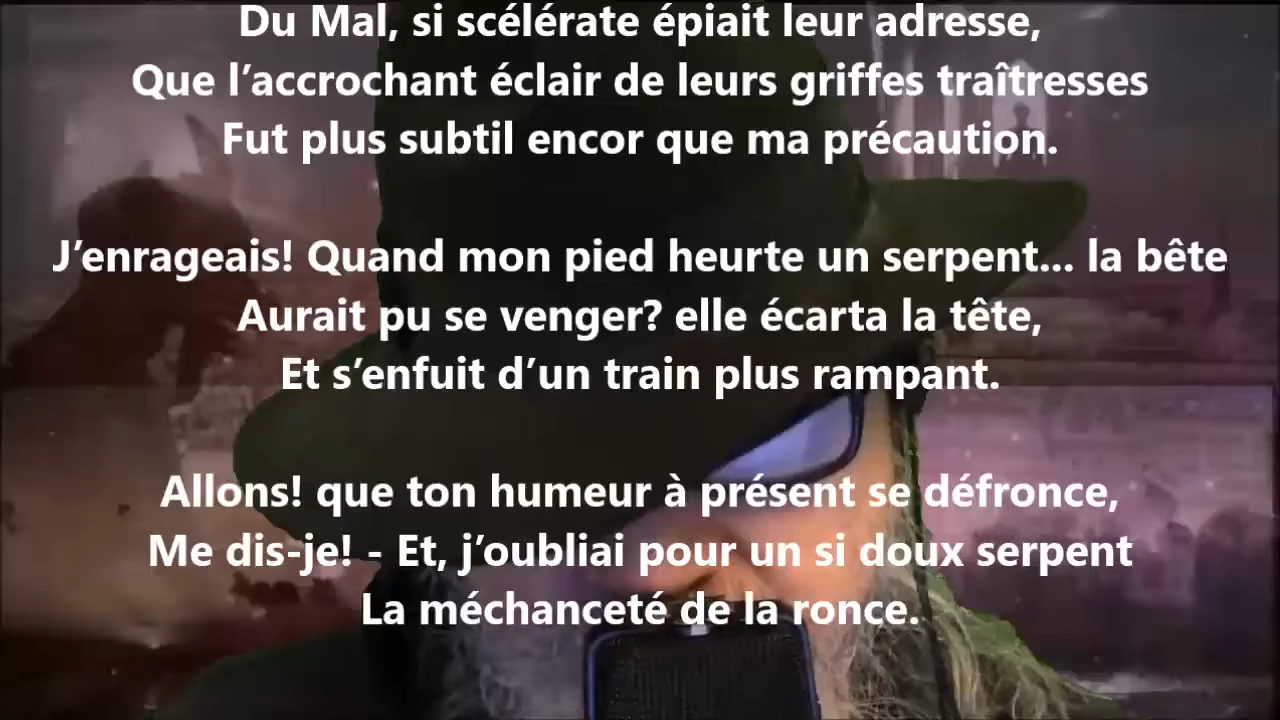 Du Mal, si scélérate épiait leur adresse,
Que l’accrochant éclair de leurs griffes traîtresses
Fut plus subtil encor que ma précaution.
J’enrageais! Quand mon pied heurte un serpent... la bête
Aurait pu se venger? elle écarta la tête,
Et s’enfuit d’un train plus rampant.
Allons! que ton humeur à présent se défronce,
Me dis-je! - Et, j’oubliai pour un si doux serpent
La méchanceté de la ronce.